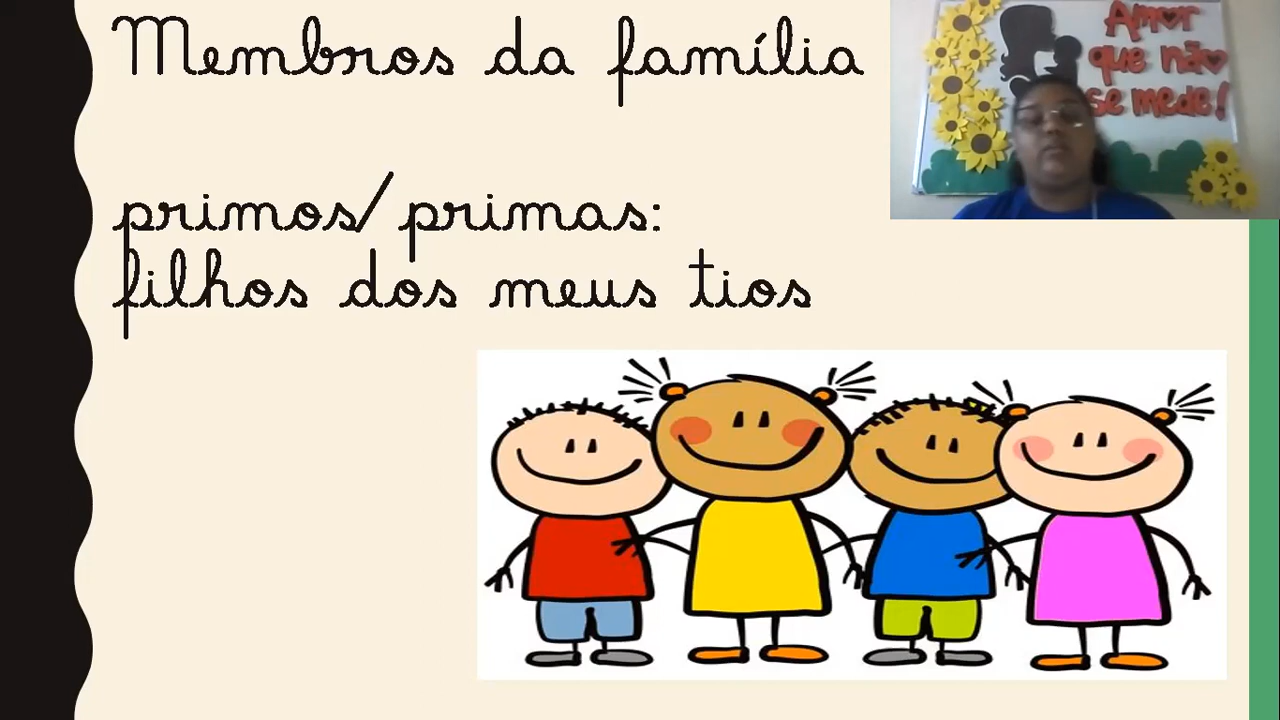 Membros da família
primos/primas:
filhos dos meus tios
Amor
que não
se mede!